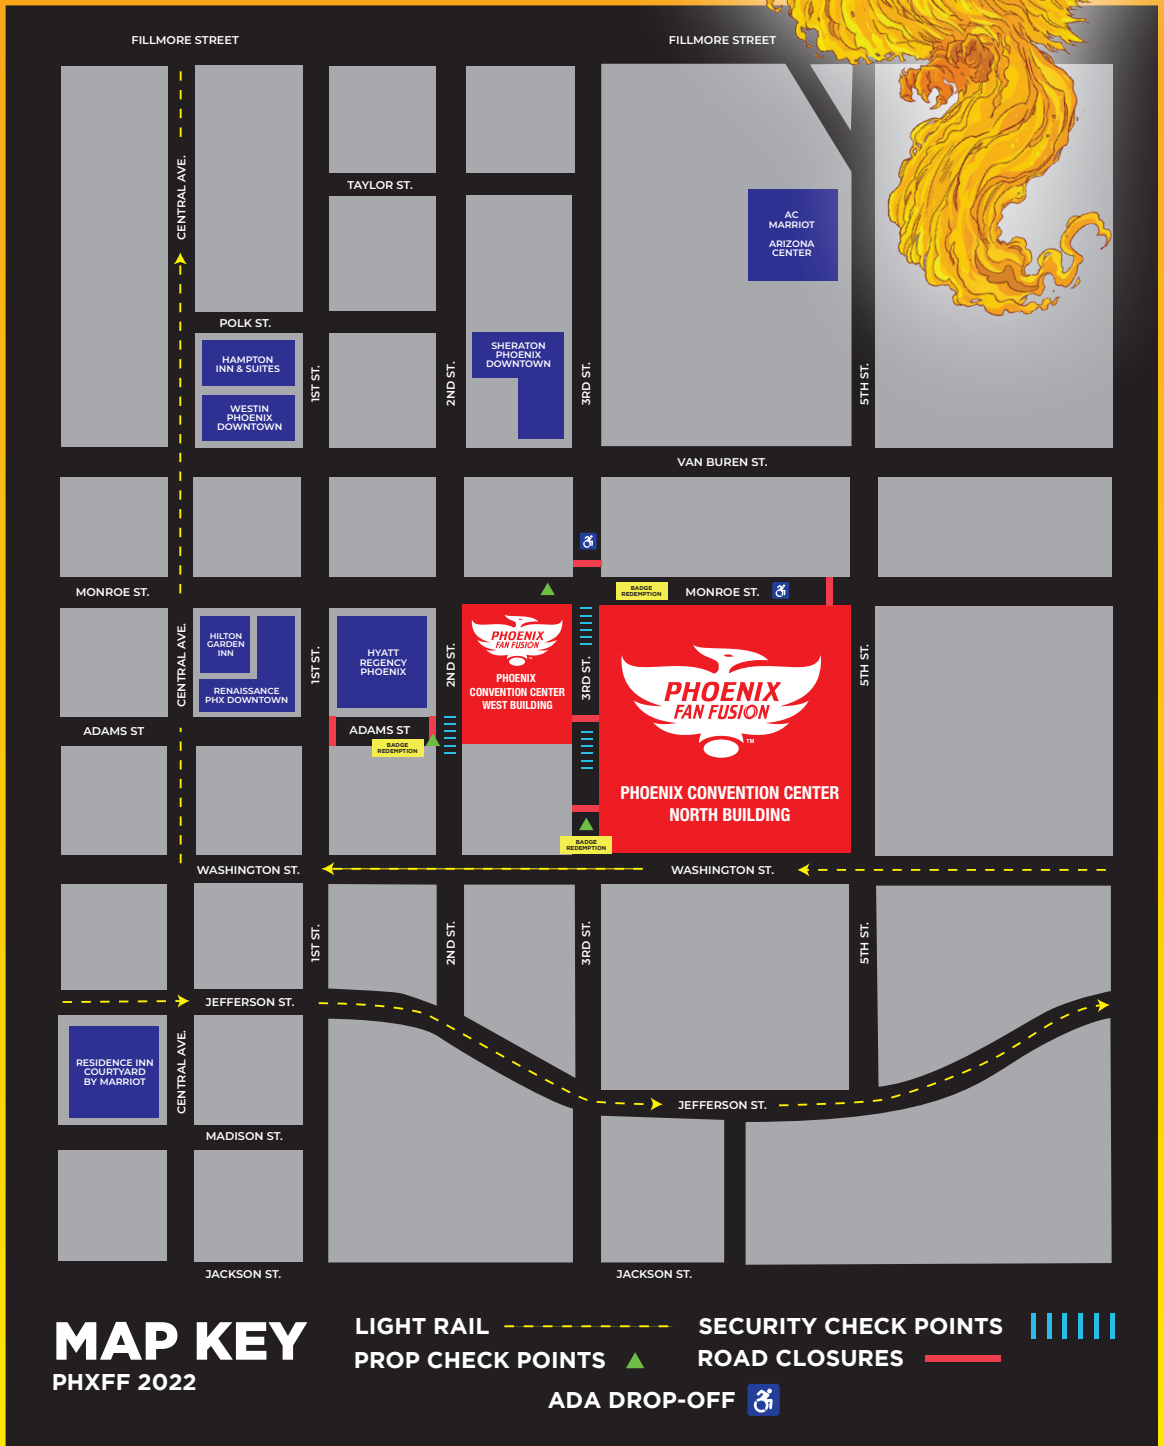 FILLMORE STREET
FILLMORE STREET
CENTRAL AVE.
TAYLOR ST.
AC
MARRIOT
ARIZONA
CENTER
POLK ST.
HAMPTON
INN & SUITES
WESTIN
PHOENIX
DOWNTOWN
1ST ST.
2ND ST.
SHERATON
PHOENIX
DOWNTOWN
3RD ST.
5TH ST.
VAN BUREN ST.
MONROE ST.
BADGE
REDEMPTION
MONROE ST.
CENTRAL AVE.
HILTON
GARDEN
INN
RENAISSANCE
PHX DOWNTOWN
1ST ST.
HYATT
REGENCY
PHOENIX
2ND ST.
PHOENIX
FAN FUSION
PHOENIX
CONVENTION CENTER
WEST BUILDING
3RD ST.
PHOENIX
FAN FUSION
TM
PHOENIX CONVENTION CENTER
NORTH BUILDING
5TH ST.
ADAMS ST
ADAMS ST
BADGE
REDEMPTION
BADGE
REDEMPTION
WASHINGTON ST.
WASHINGTON ST.
1ST ST.
2ND ST.
3RD ST.
5TH ST.
JEFFERSON ST.
CENTRAL AVE.
RESIDENCE INN
COURTYARD
BY MARRIOT
JEFFERSON ST.
MADISON ST.
JACKSON ST.
JACKSON ST.
MAP KEY
PHXFF 2022
LIGHT RAIL
PROP CHECK POINTS
SECURITY CHECK POINTS
ROAD CLOSURES
ADA DROP-OFF